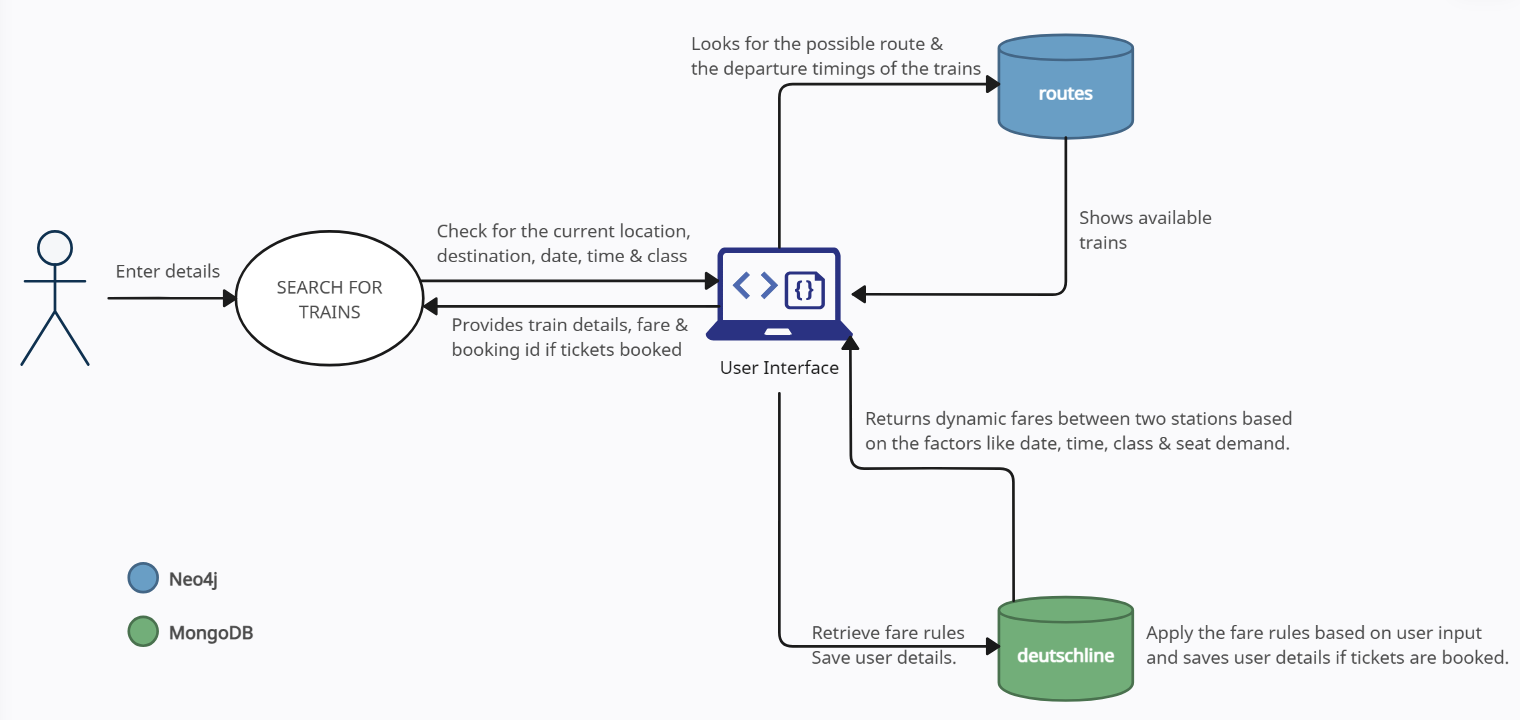 Looks for the possible route &
the departure timings of the trains
routes
Shows available
trains
Enter details
SEARCH FOR
TRAINS
Check for the current location,
destination, date, time & class
Provides train details, fare &
booking id if tickets booked
< > {}
User Interface
Returns dynamic fares between two stations based
on the factors like date, time, class & seat demand.
Neo4j
MongoDB
Retrieve fare rules
Save user details.
deutschline
Apply the fare rules based on user input
and saves user details if tickets are booked.